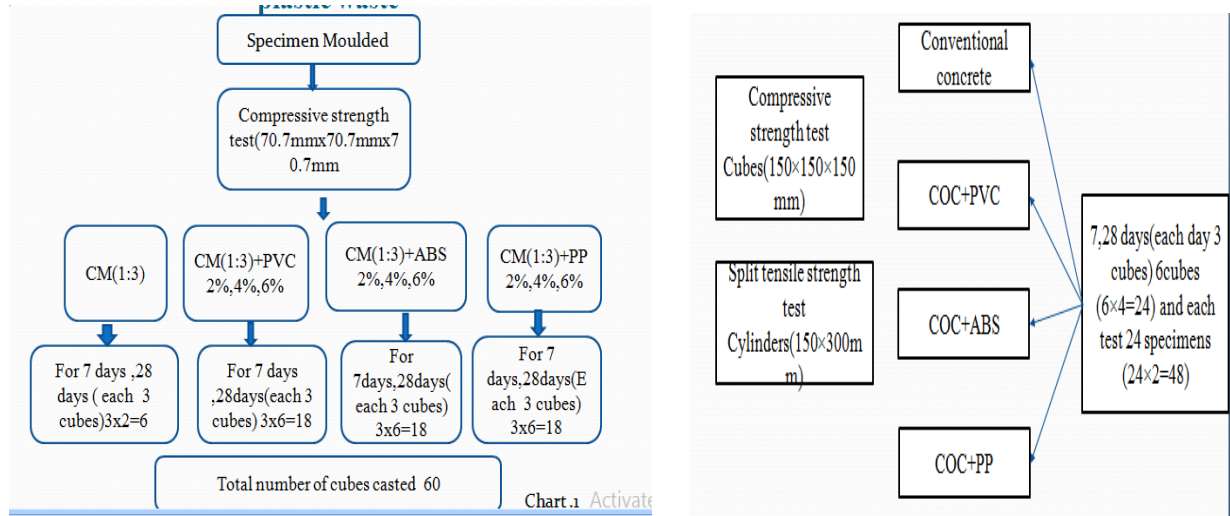 plastic waste
Specimen Moulded
Compressive strength
test(70.7mmx70.7mmx7
0.7mm
CM(1:3)
CM(1:3)+PVC
2%,4%,6%
CM(1:3)+ABS
2%,4%,6%
CM(1:3)+PP
2%,4%,6%
For 7 days ,28
days ( each 3
cubes)3x2=6
For 7 days
,28days(each 3
cubes) 3x6=18
For
7days,28days(
each 3 cubes)
3x6=18
For 7
days,28days(E
ach 3 cubes)
3x6=18
Total number of cubes casted 60
Chart .1
Activate
Compressive
strength test
Cubes(150×150×150
mm)
Split tensile strength
test
Cylinders(150×300m
m)
Conventional
concrete
COC+PVC
COC+ABS
COC+PP
7,28 days(each day 3
cubes) 6cubes
(6×4=24) and each
test 24 specimens
(24×2=48)